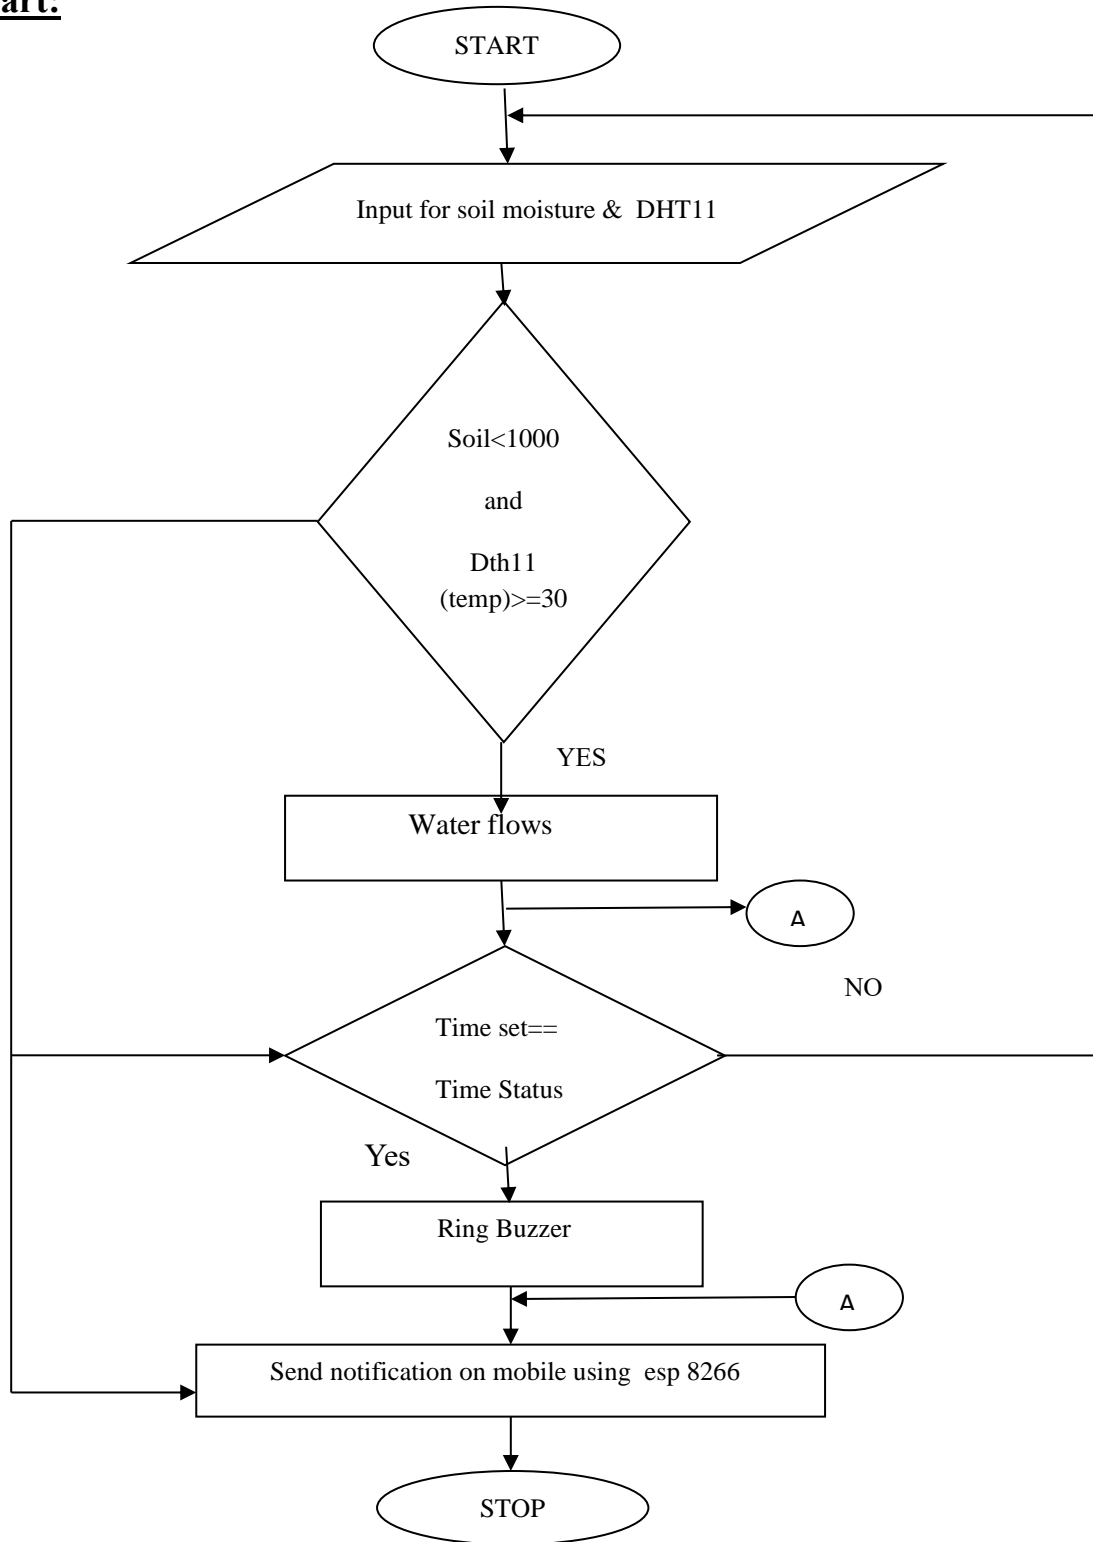 art:
START
Input for soil moisture & DHT11
Soil<1000
and
Dth11
(temp)>=30
YES
Water flows
A
NO
Time set==
Time Status
Yes
Ring Buzzer
A
Send notification on mobile using esp 8266
STOP